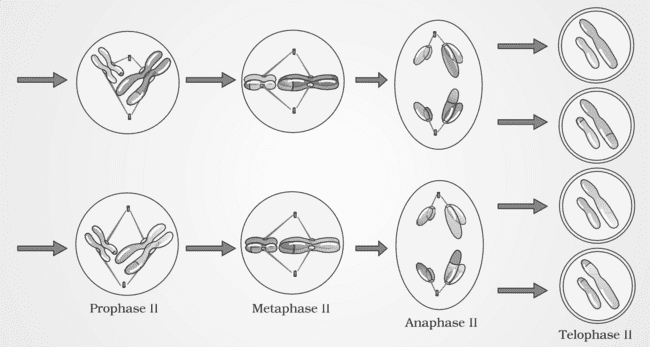 Prophase II
Metaphase II
Anaphase II
Telophase II